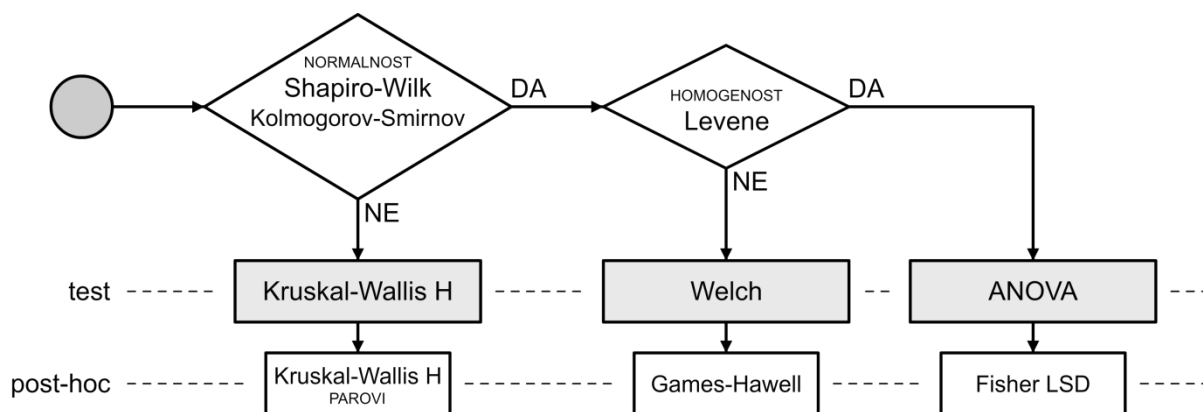 NORMALNOST
Shapiro-Wilk
Kolmogorov-Smirnov
DA
NE
HOMOGENOST
Levene
DA
NE
test
Kruskal-Wallis H
Welch
ANOVA
post-hoc
Kruskal-Wallis H
PAROVI
Games-Hawell
Fisher LSD